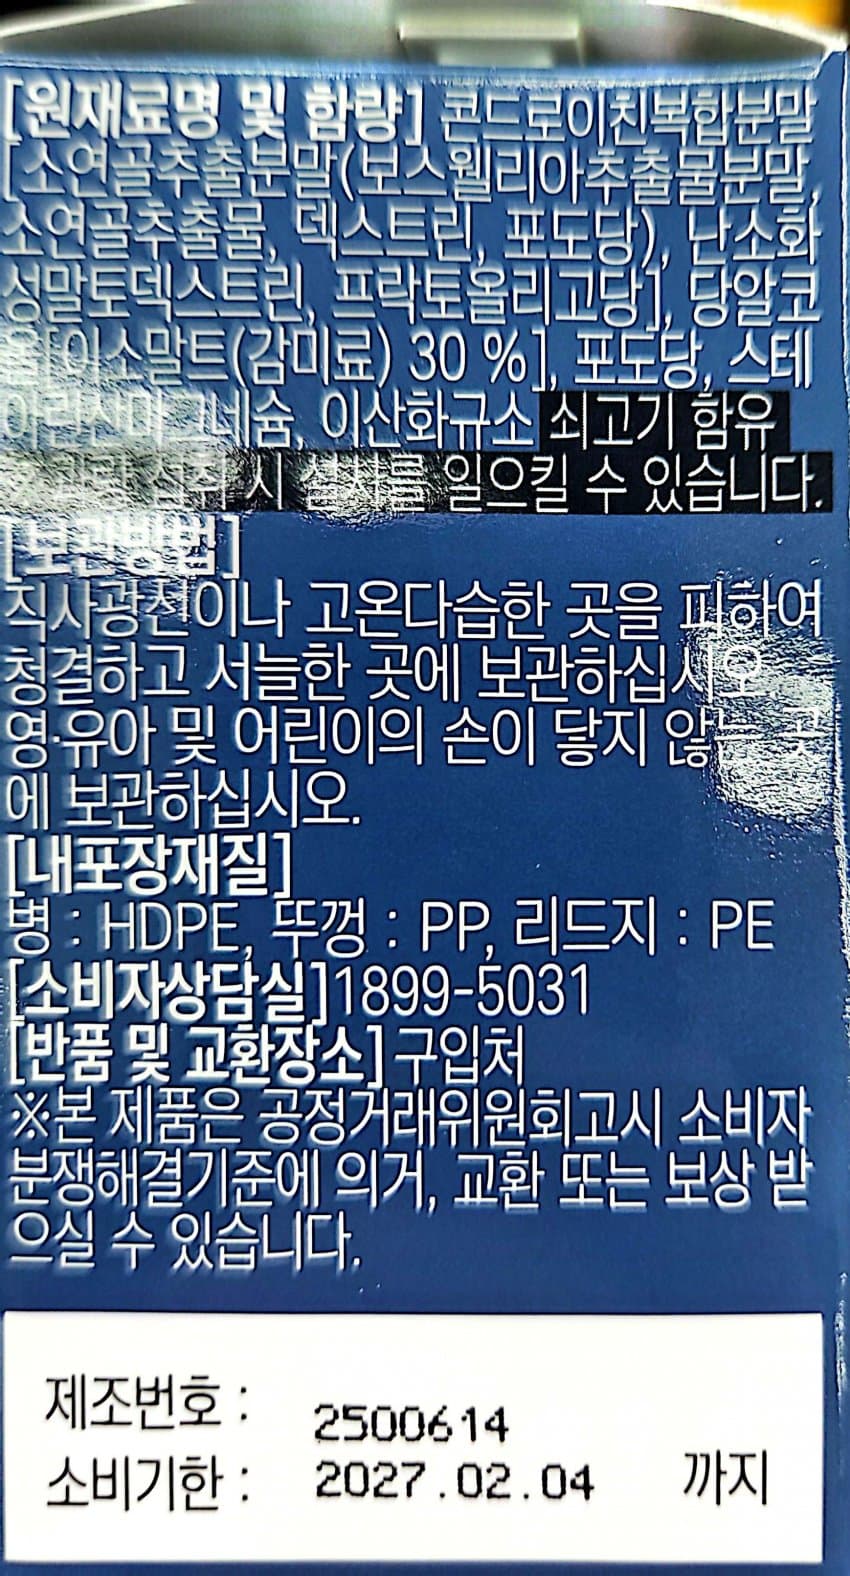 [원재료명 및 함량] 콘드로이친복합분말
[소연골추출분말(보스웰리아추출물분말,
소연골추출물, 덱스트린, 포도당), 난소화
성말토덱스트린, 프락토올리고당], 당알코
올[이소말트(감미료) 30 %], 포도당, 스테
아린산마그네슘, 이산화규소 쇠고기 함유
※과량 섭취 시 설사를 일으킬 수 있습니다.
[보관방법]
직사광선이나 고온다습한 곳을 피하여
청결하고 서늘한 곳에 보관하십시오.
영·유아 및 어린이의 손이 닿지 않는 곳
에 보관하십시오.
[내포장재질]
병 : HDPE, 뚜껑 : PP, 리드지 : PE
[소비자상담실]1899-5031
[반품 및 교환장소]구입처
※본 제품은 공정거래위원회고시 소비자
분쟁해결기준에 의거, 교환 또는 보상 받
으실 수 있습니다.
제조번호 : 2500614
소비기한 : 2027.02.04 까지